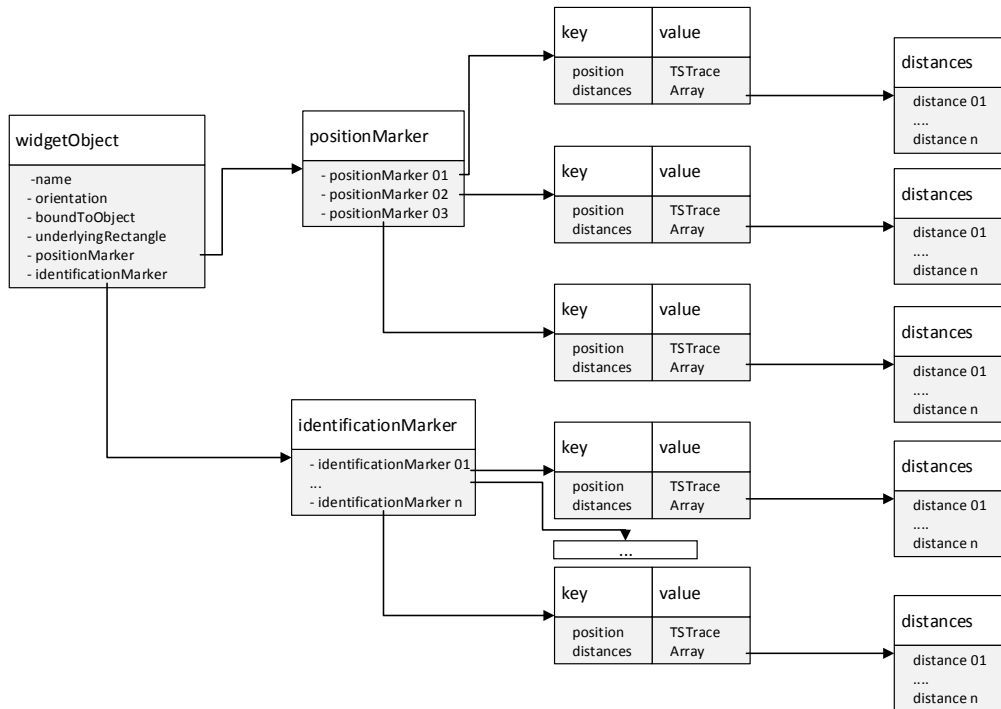 widgetObject
-name
- orientation
- boundToObject
- underlyingRectangle
- positionMarker
- identificationMarker
positionMarker
- positionMarker 01
- positionMarker 02
- positionMarker 03
key value
position TSTrace
distances Array
distances
distance 01
....
distance n
key value
position TSTrace
distances Array
distances
distance 01
....
distance n
key value
position TSTrace
distances Array
distances
distance 01
....
distance n
identificationMarker
- identificationMarker 01
...
- identificationMarker n
key value
position TSTrace
distances Array
distances
distance 01
....
distance n
...
key value
position TSTrace
distances Array
distances
distance 01
....
distance n